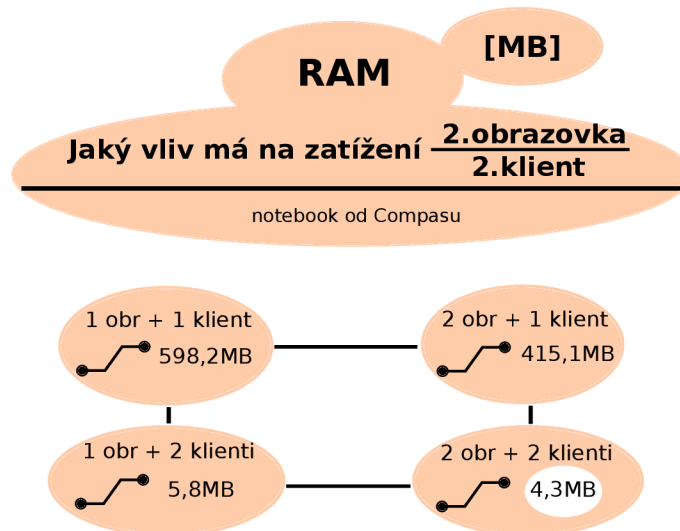 [MB]
RAM
Jaký vliv má na zatížení 2.obrazovka
2.klient
notebook od Compasu
1 obr + 1 klient
598,2MB
2 obr + 1 klient
415,1MB
1 obr + 2 klienti
5,8MB
2 obr + 2 klienti
4,3MB